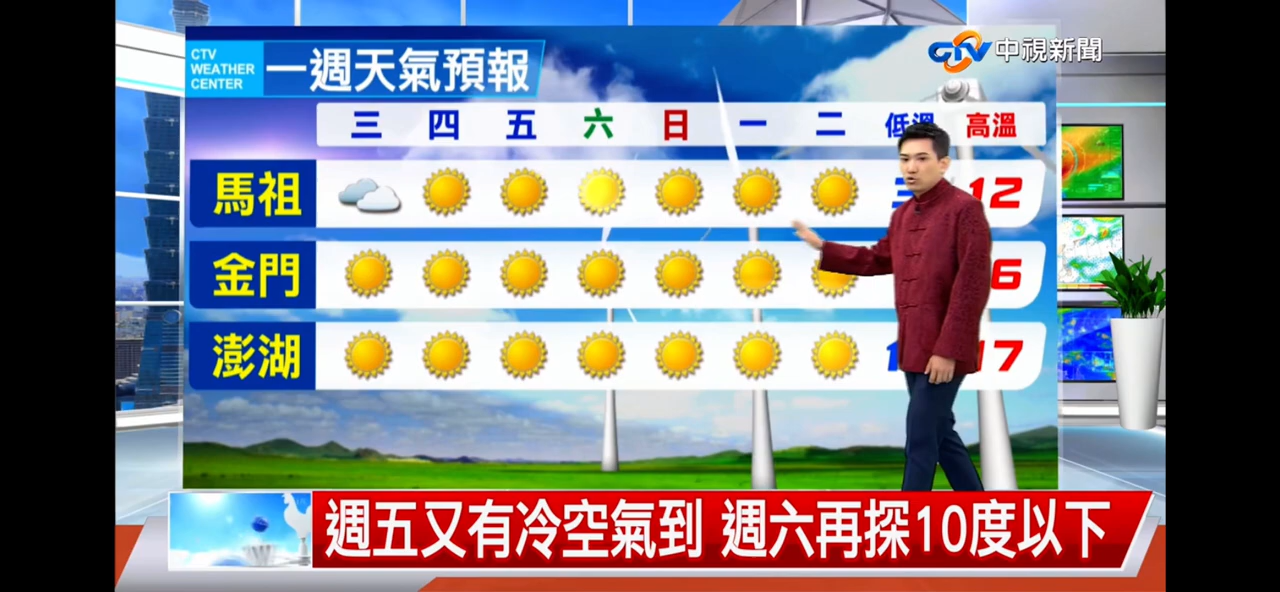 CTV
WEATHER
CENTER
一週天氣預報
CTV 中視新聞
三 四 五 六 日 一 二 低溫 高溫
馬祖 12
金門 6
澎湖 17
週五又有冷空氣到 週六再探10度以下